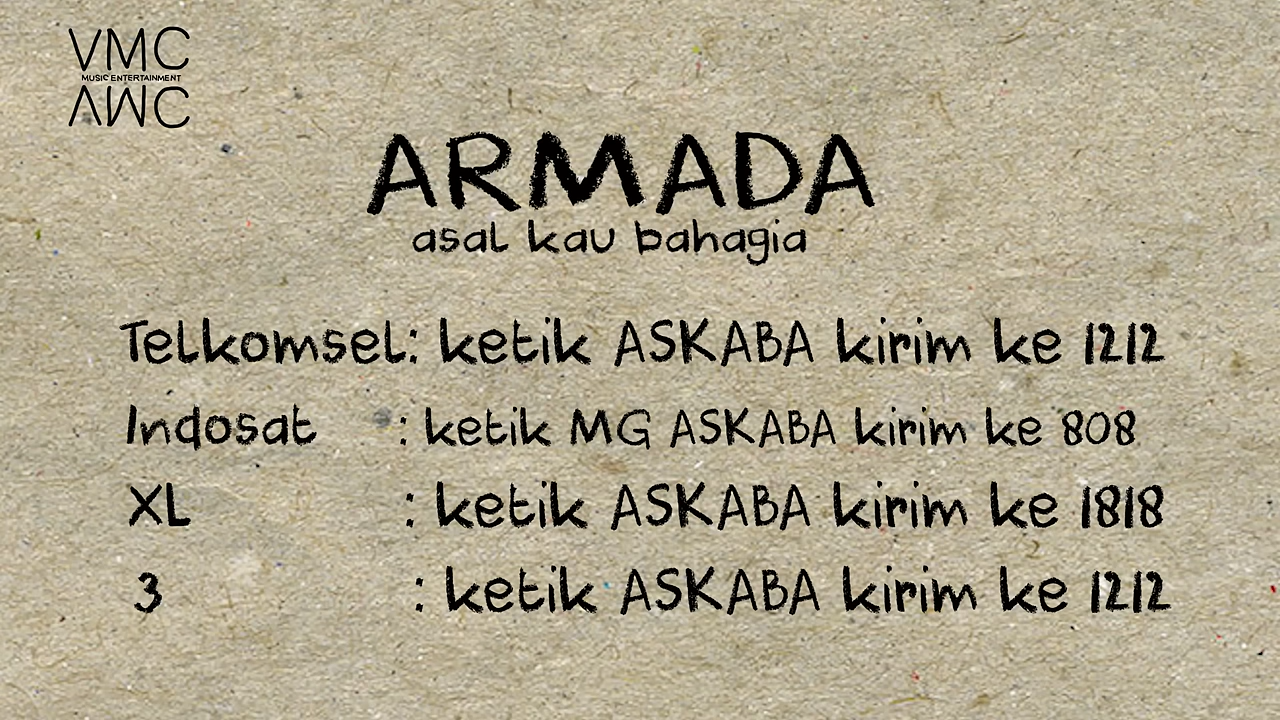 VMC
MUSIC ENTERTAINMENT
ARMADA
asal kau bahagia
Telkomsel: ketik ASKABA kirim ke 1212
Indosat : ketik MG ASKABA kirim ke 808
XL : ketik ASKABA kirim ke 1818
3 : ketik ASKABA kirim ke 1212